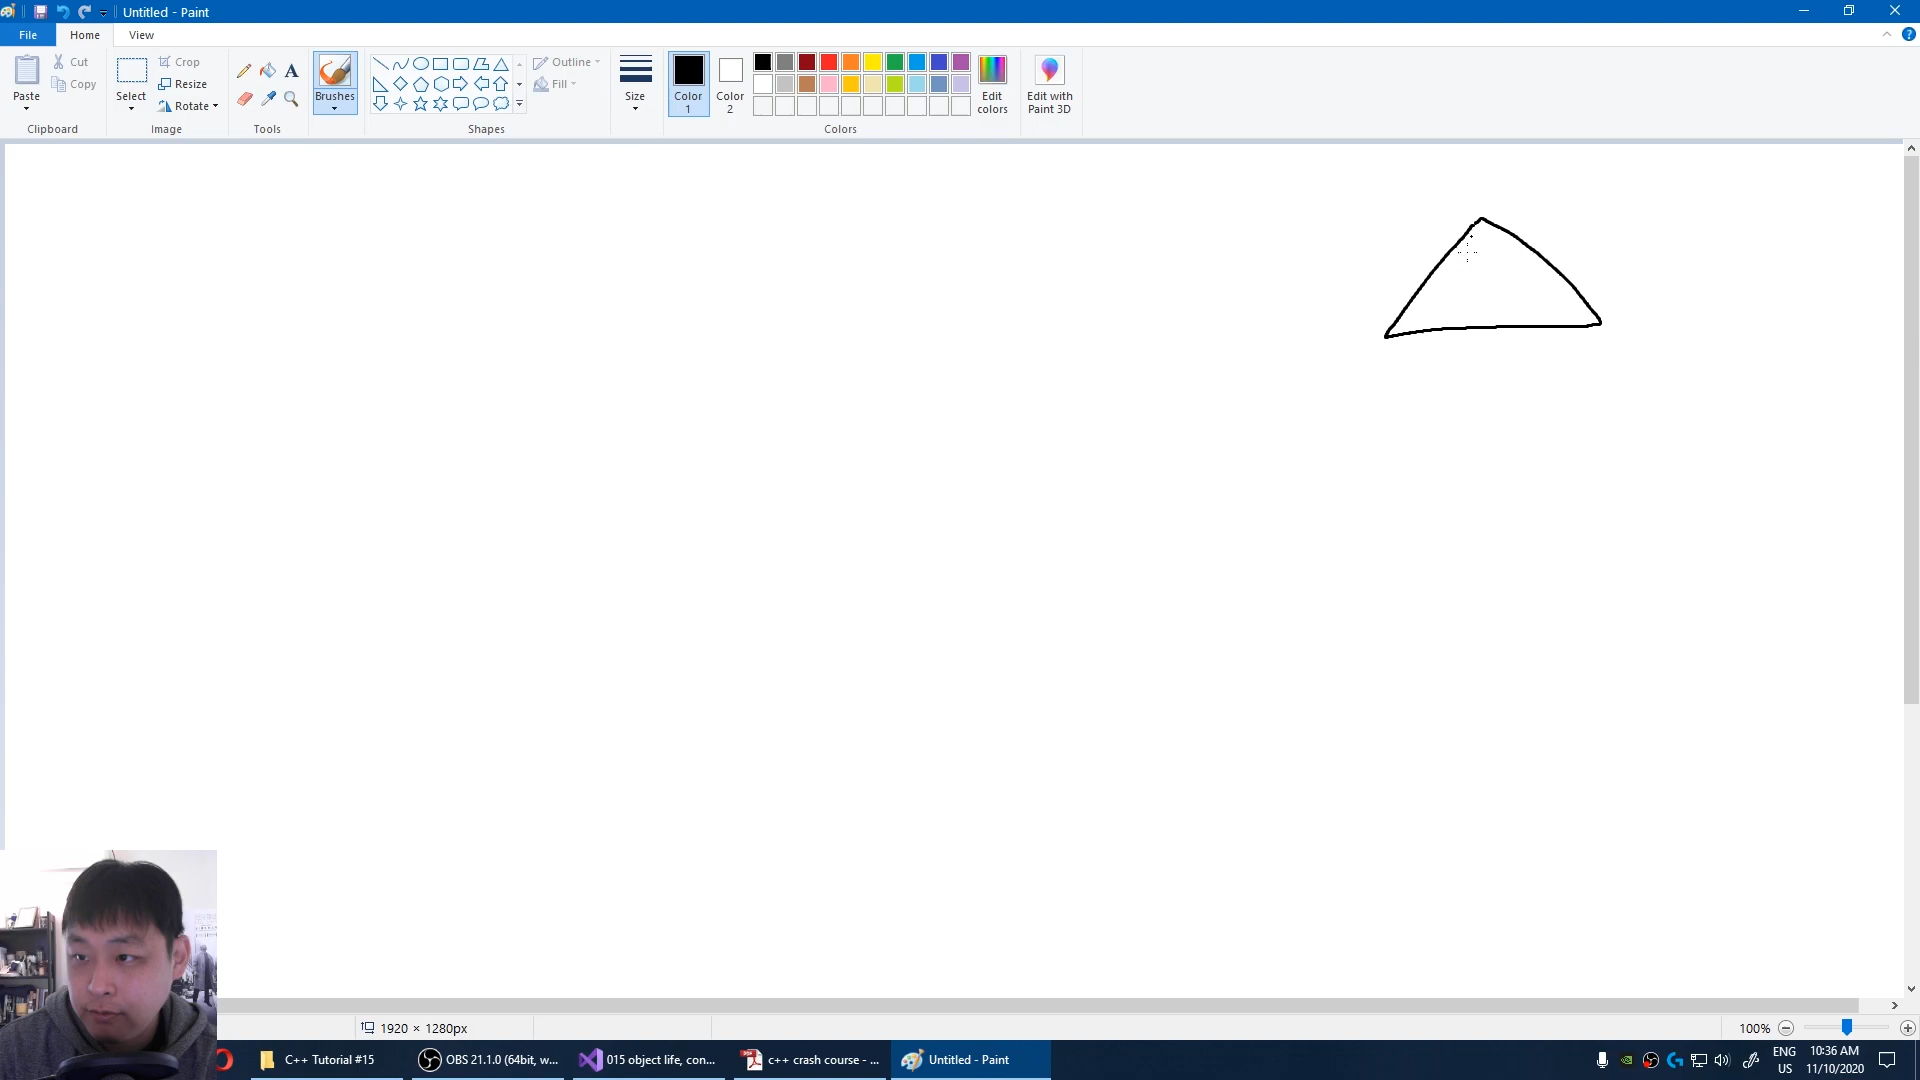 Untitled - Paint
File Home View
Paste
Cut
Copy
Clipboard
Select
Crop
Resize
Rotate
Image
Tools
Brushes
Shapes
Outline
Fill
Size
Color 1
Color 2
Edit colors
Colors
Edit with Paint 3D
1920 × 1280px
100%
C++ Tutorial #15
OBS 21.1.0 (64bit, w...
015 object life, con...
c++ crash course - ...
Untitled - Paint
ENG
US
10:36 AM
11/10/2020